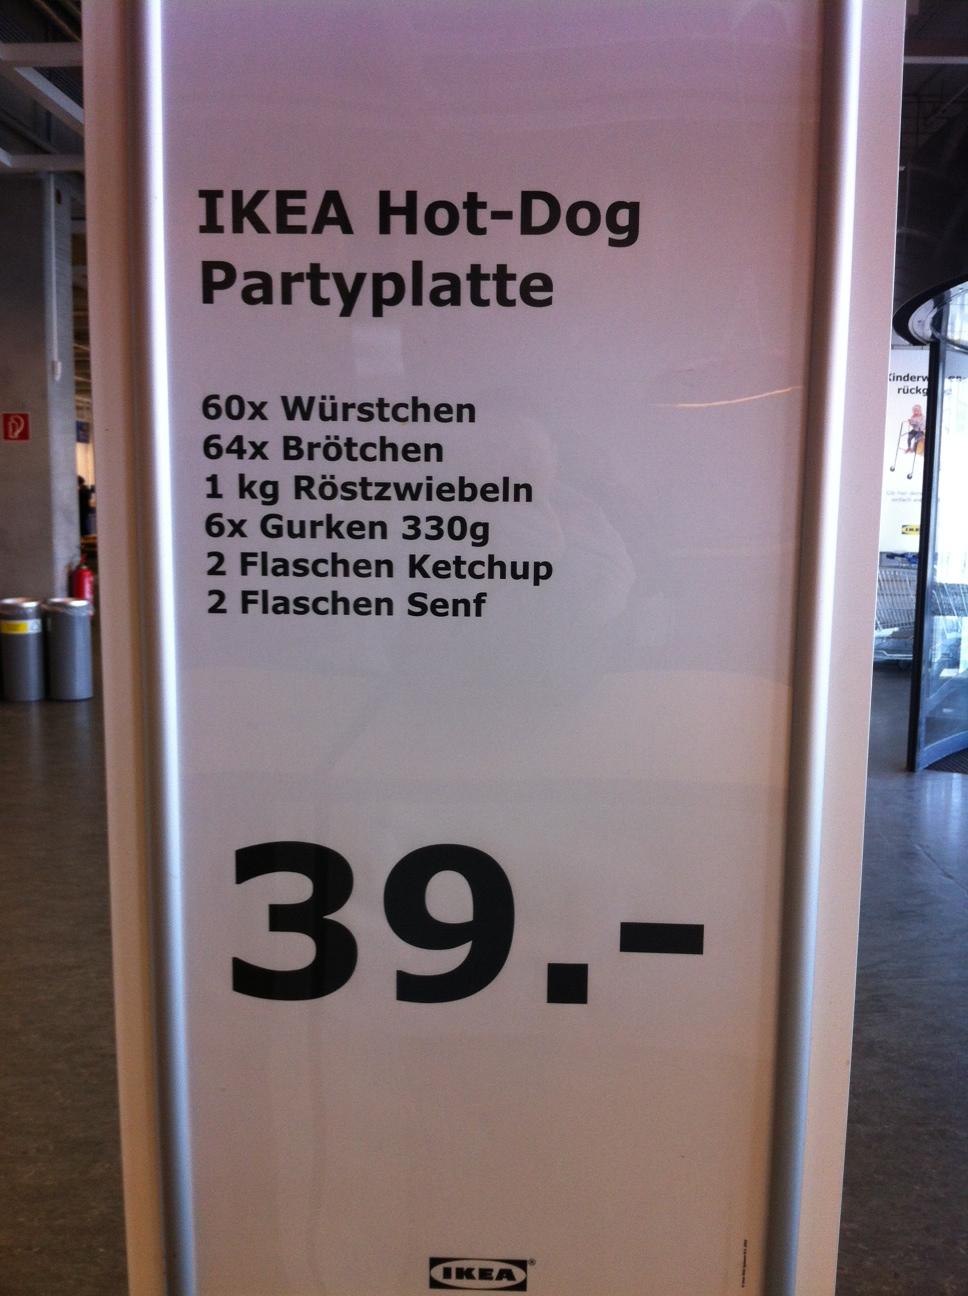 IKEA Hot-Dog
Partyplatte
60x Würstchen
64x Brötchen
1 kg Röstzwiebeln
6x Gurken 330g
2 Flaschen Ketchup
2 Flaschen Senf
39.-
IKEA